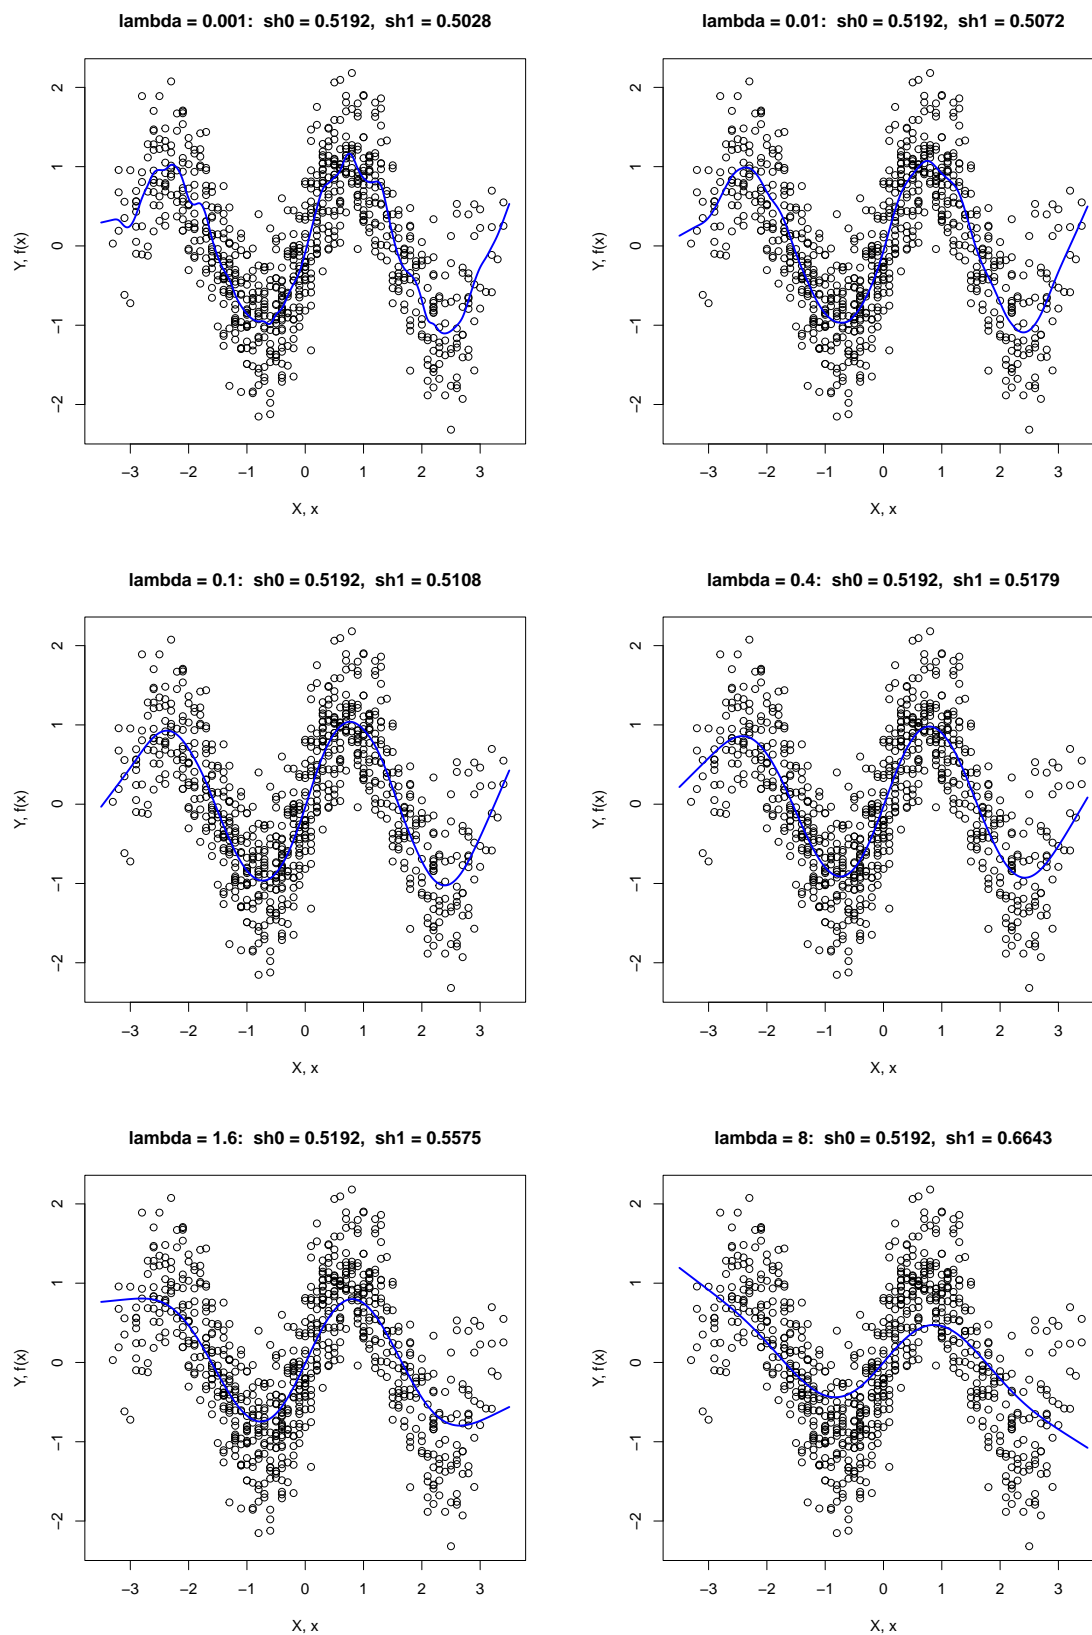 lambda = 0.001:  sh0 = 0.5192,  sh1 = 0.5028
2
1
0
−1
−2
Y, f(x)
−3 −2 −1 0 1 2 3
X, x
lambda = 0.01:  sh0 = 0.5192,  sh1 = 0.5072
2
1
0
−1
−2
Y, f(x)
−3 −2 −1 0 1 2 3
X, x
lambda = 0.1:  sh0 = 0.5192,  sh1 = 0.5108
2
1
0
−1
−2
Y, f(x)
−3 −2 −1 0 1 2 3
X, x
lambda = 0.4:  sh0 = 0.5192,  sh1 = 0.5179
2
1
0
−1
−2
Y, f(x)
−3 −2 −1 0 1 2 3
X, x
lambda = 1.6:  sh0 = 0.5192,  sh1 = 0.5575
2
1
0
−1
−2
Y, f(x)
−3 −2 −1 0 1 2 3
X, x
lambda = 8:  sh0 = 0.5192,  sh1 = 0.6643
2
1
0
−1
−2
Y, f(x)
−3 −2 −1 0 1 2 3
X, x